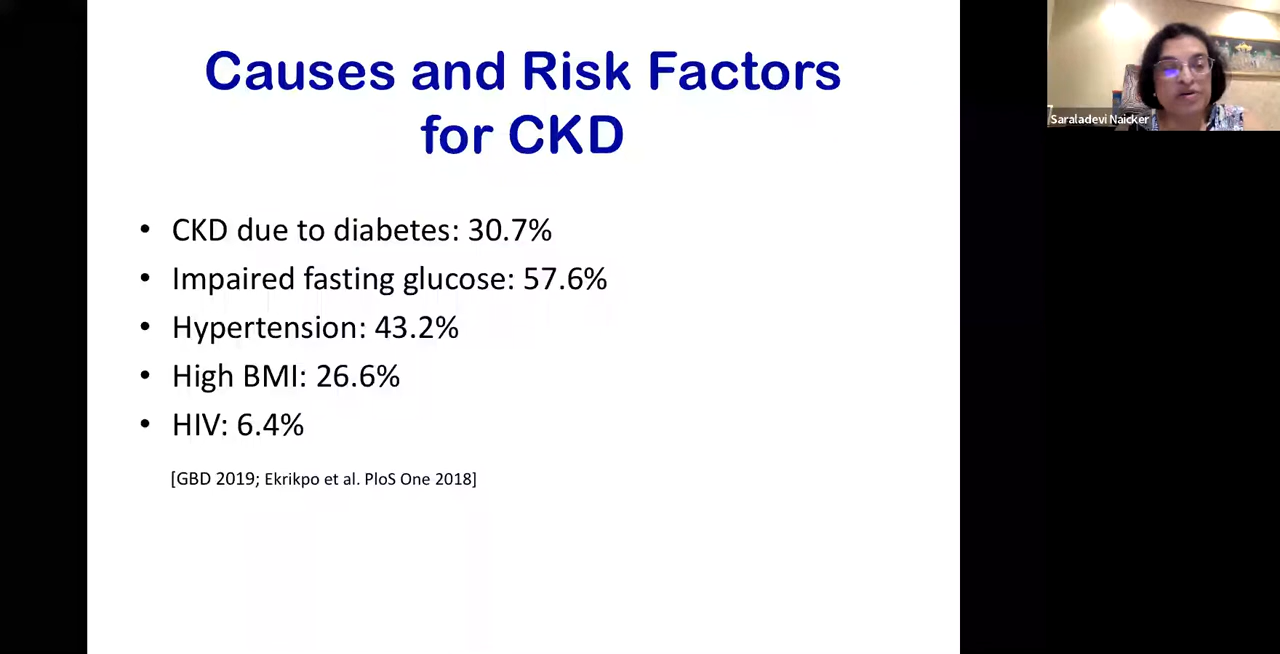 Causes and Risk Factors
for CKD
• CKD due to diabetes: 30.7%
• Impaired fasting glucose: 57.6%
• Hypertension: 43.2%
• High BMI: 26.6%
• HIV: 6.4%
[GBD 2019; Ekrikpo et al. PloS One 2018]
Saraladevi Naicker